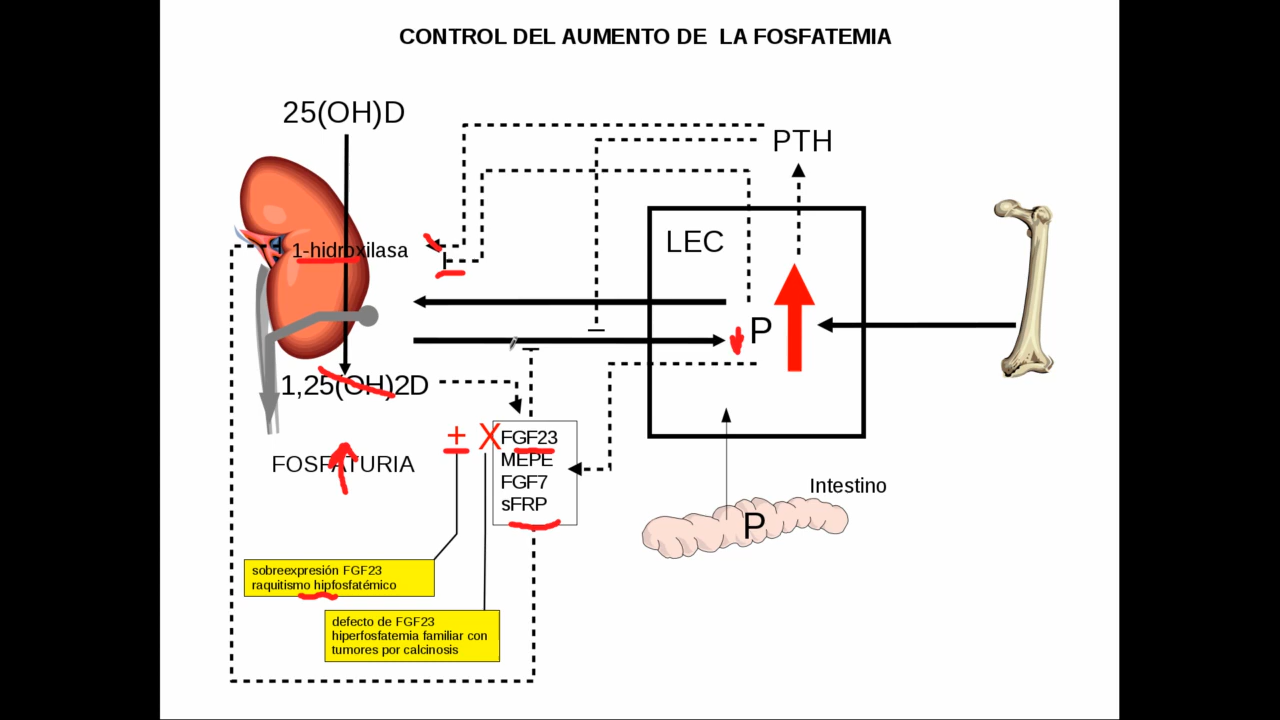 CONTROL DEL AUMENTO DE LA FOSFATEMIA
25(OH)D
PTH
LEC
1-hidroxilasa
P
1,25(OH)2D
FOSFATURIA
± X
FGF23
MEPE
FGF7
sFRP
Intestino
P
sobreexpresión FGF23
raquitismo hipfosfatémico
defecto de FGF23
hiperfosfatemia familiar con
tumores por calcinosis